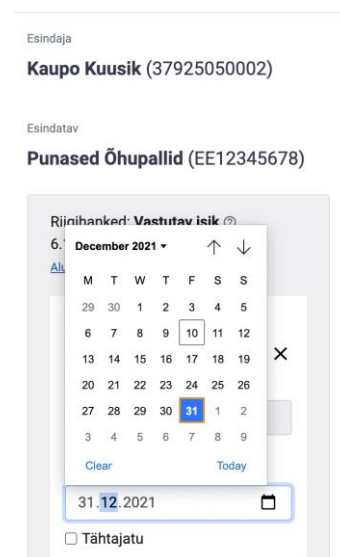 Esindaja
Kaupo Kuusik (37925050002)
Esindatav
Punased Õhupallid (EE12345678)
Riigihanked: Vastutav isik
6.
December 2021
M T W T F S S
29 30 1 2 3 4 5
6 7 8 9 10 11 12
13 14 15 16 17 18 19
20 21 22 23 24 25 26
27 28 29 30 31 1 2
3 4 5 6 7 8 9
Clear Today
31.12.2021
Tähtajatu